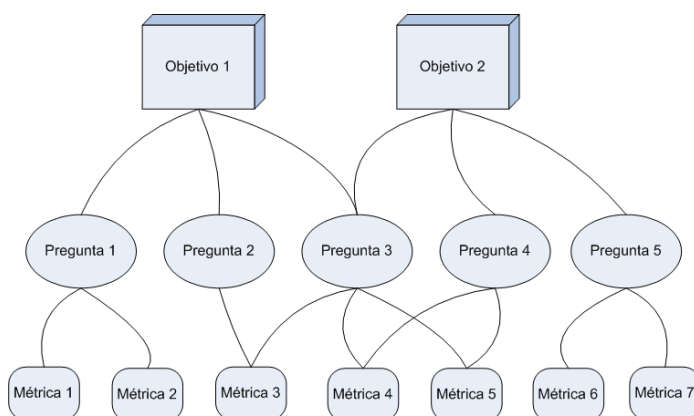 Objetivo 1
Objetivo 2
Pregunta 1
Pregunta 2
Pregunta 3
Pregunta 4
Pregunta 5
Métrica 1
Métrica 2
Métrica 3
Métrica 4
Métrica 5
Métrica 6
Métrica 7